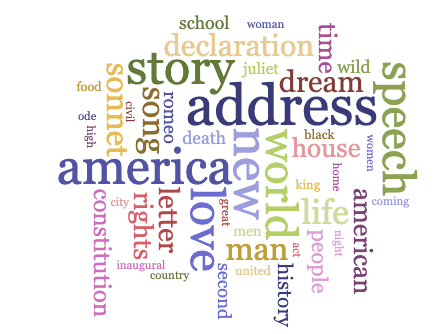 school
woman
time
declaration
story
juliet
wild
food
sonnet
dream
speech
civil
song
romeo
address
ode
high
death
new
world
black
house
women
america
king
home
coming
constitution
city
rights
letter
love
great
life
american
men
man
act
people
night
inaugural
country
second
united
history